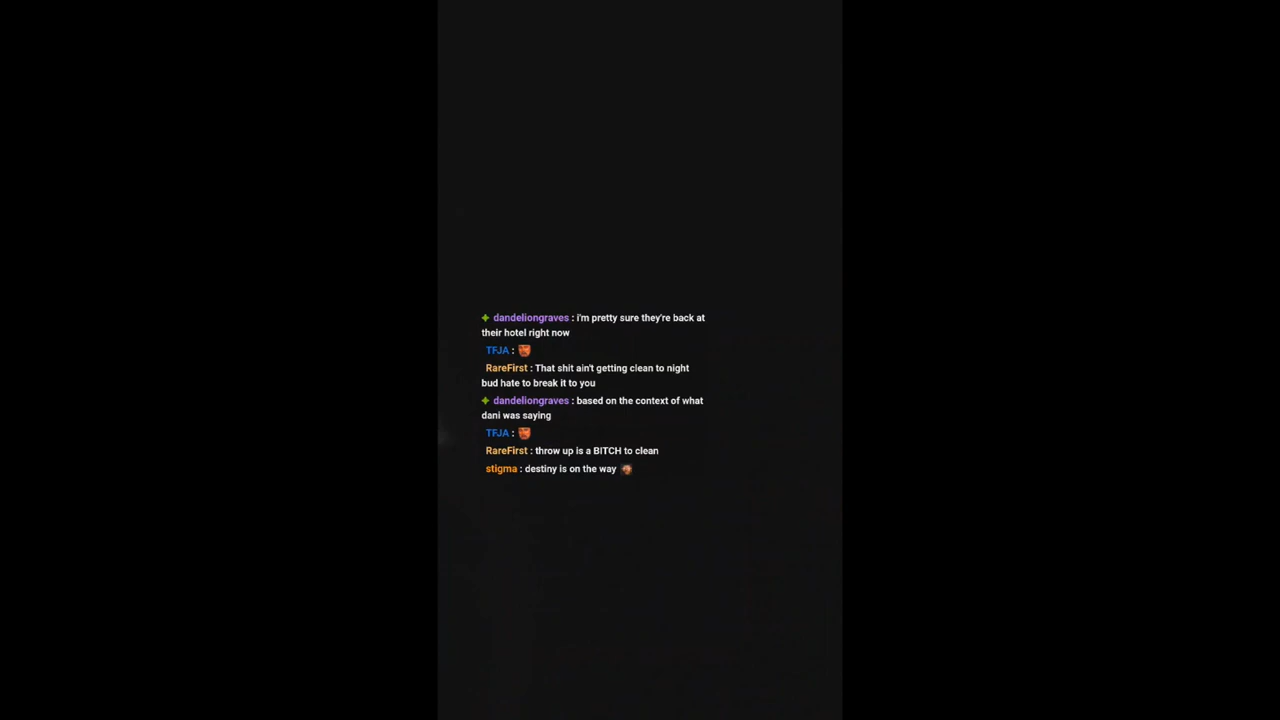 dandeliongraves : i'm pretty sure they're back at
their hotel right now
TFJA :
RareFirst : That shit ain't getting clean to night
bud hate to break it to you
dandeliongraves : based on the context of what
dani was saying
TFJA :
RareFirst : throw up is a BITCH to clean
stigma : destiny is on the way